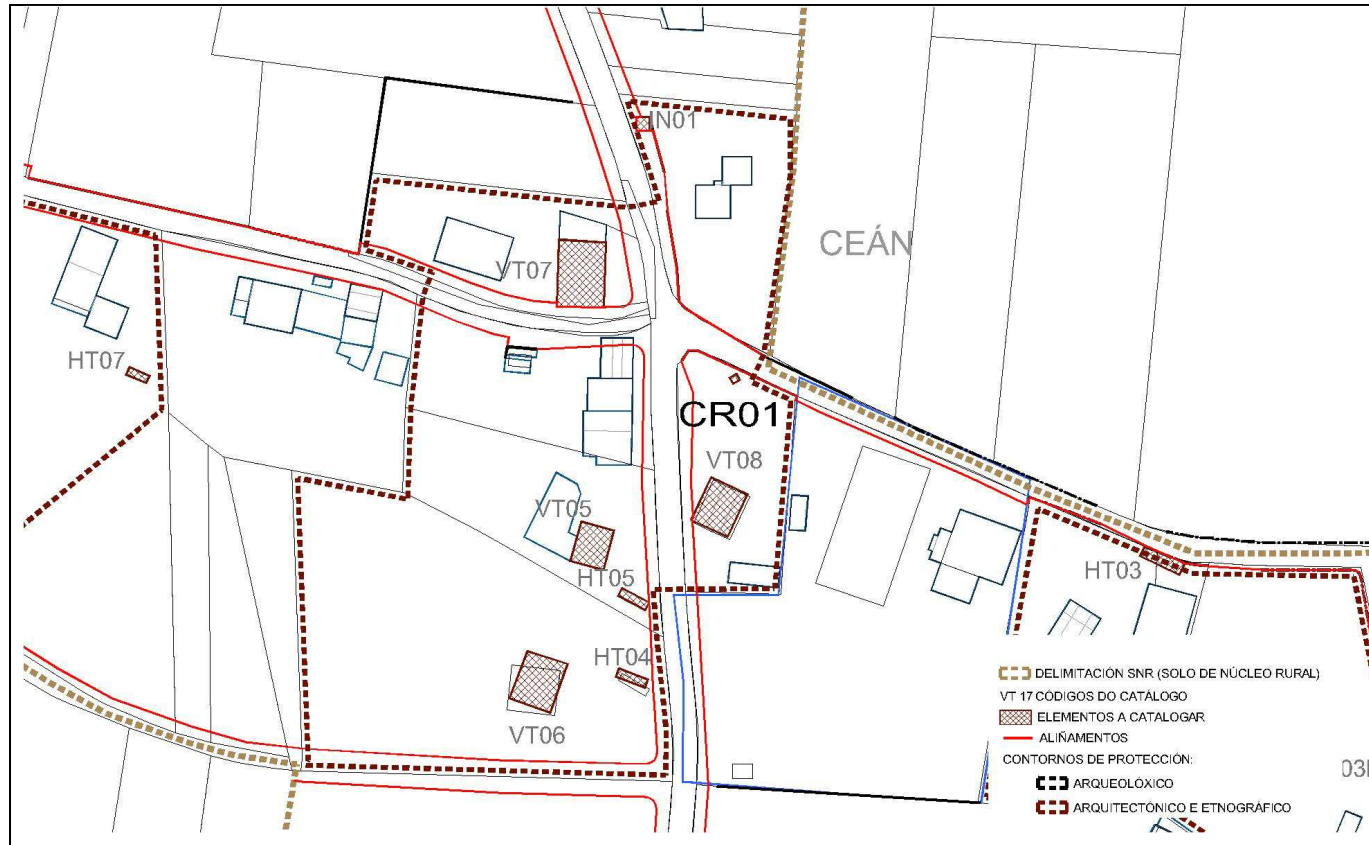 IN01
CEÁN
VT07
HT07
CR01
VT08
VT05
HT05
HT03
HT04
VT06
DELIMITACIÓN SNR (SOLO DE NÚCLEO RURAL)
VT 17 CÓDIGOS DO CATÁLOGO
ELEMENTOS A CATALOGAR
ALIÑAMENTOS
CONTORNOS DE PROTECCIÓN:
ARQUEOLÓXICO
ARQUITECTÓNICO E ETNOGRÁFICO